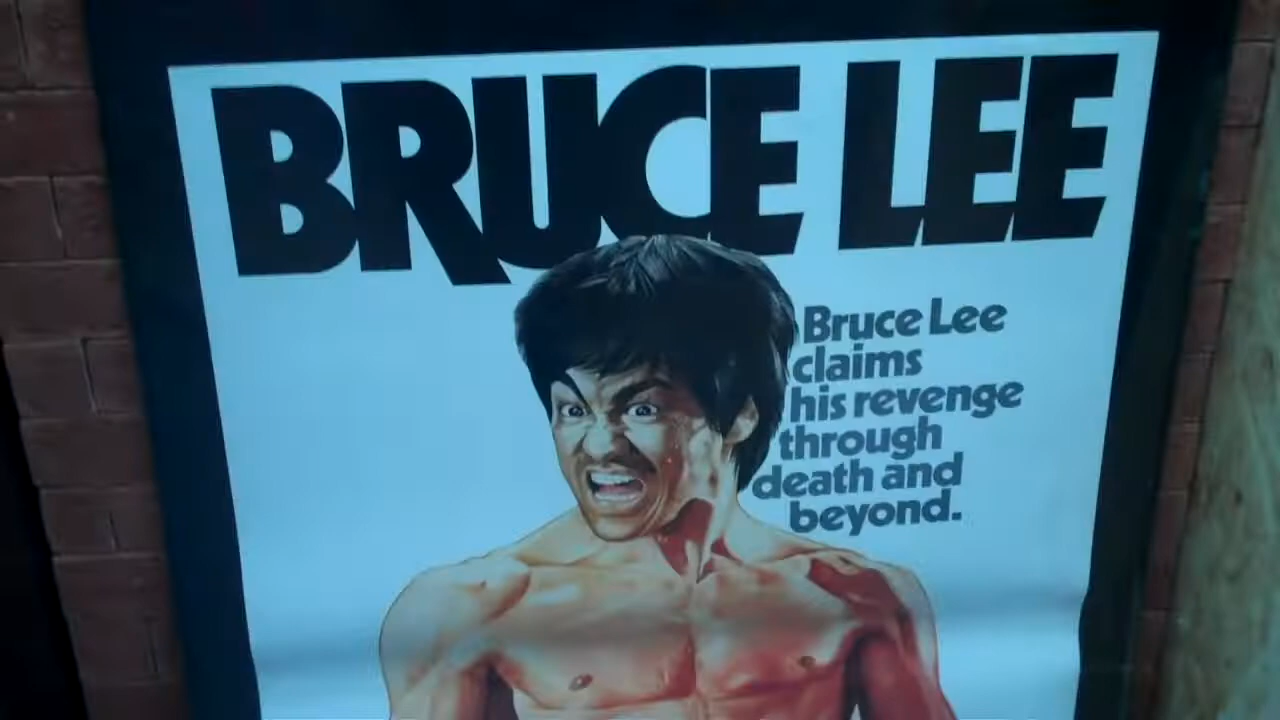 BRUCE LEE
Bruce Lee
claims
his revenge
through
death and
beyond.